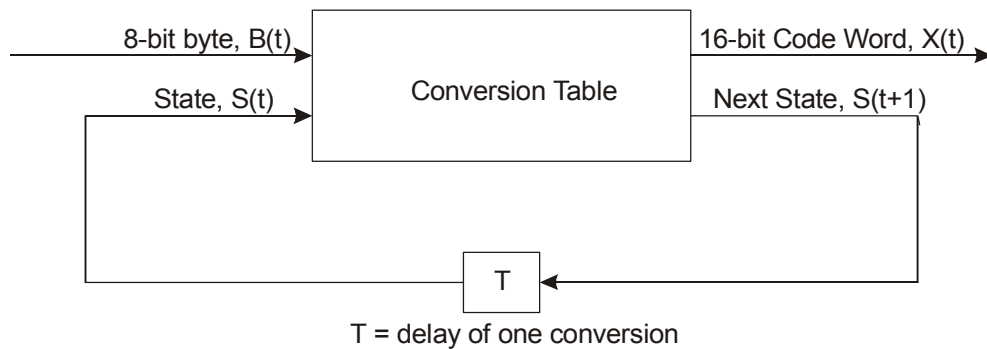 8-bit byte, B(t)
16-bit Code Word, X(t)
Conversion Table
State, S(t)
Next State, S(t+1)
T
T = delay of one conversion